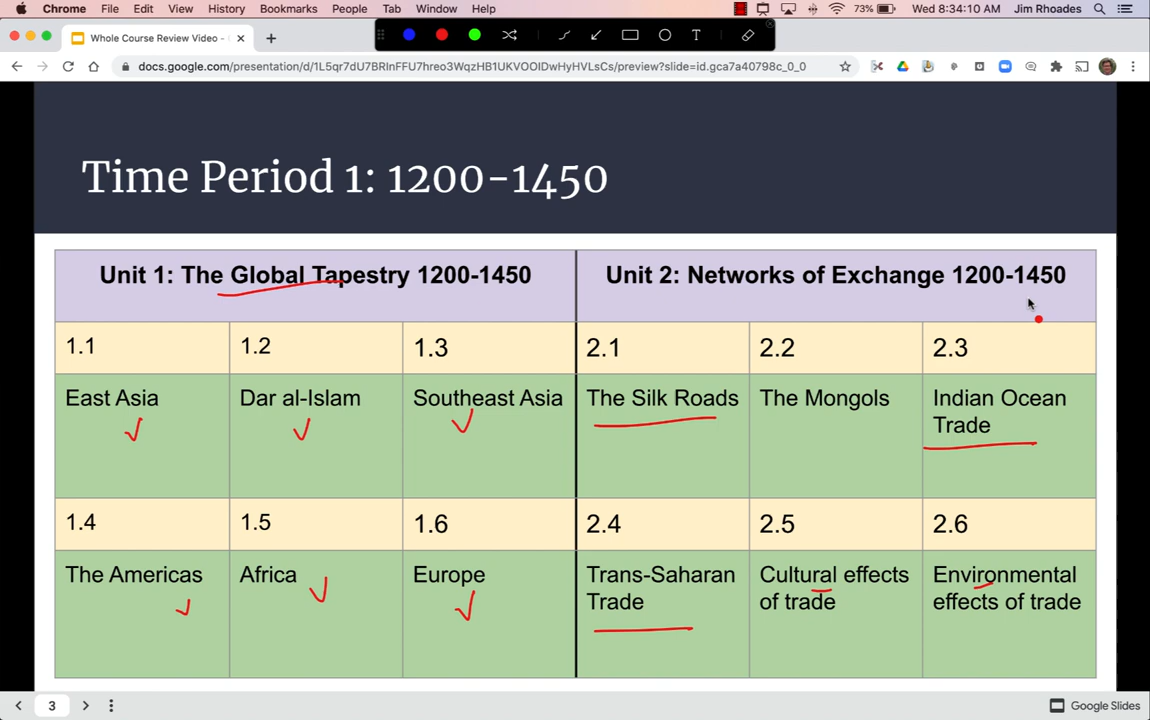 Chrome File Edit View History Bookmarks People Tab Window Help 73% Wed 8:34:10 AM Jim Rhoades
Whole Course Review Video -
T
docs.google.com/presentation/d/1L5qr7dU7BRInFFU7hreo3WqzHB1UKVOOIDwHyHVLsCs/preview?slide=id.gca7a40798c_0_0
Time Period 1: 1200-1450
Unit 1: The Global Tapestry 1200-1450
Unit 2: Networks of Exchange 1200-1450
1.1 1.2 1.3 2.1 2.2 2.3
East Asia
Dar al-Islam
Southeast Asia
The Silk Roads
The Mongols
Indian Ocean
Trade
1.4 1.5 1.6 2.4 2.5 2.6
The Americas
Africa
Europe
Trans-Saharan
Trade
Cultural effects
of trade
Environmental
effects of trade
3
Google Slides